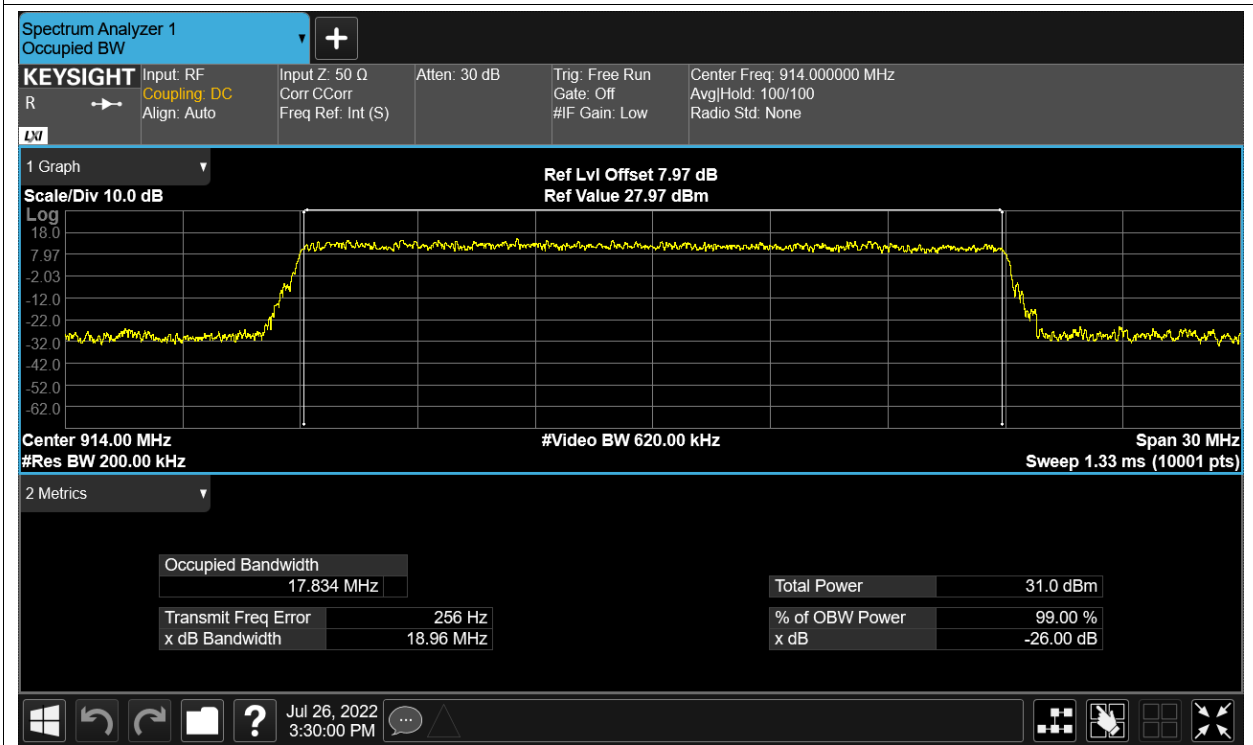 Spectrum Analyzer 1
Occupied BW
KEYSIGHT
R
LXI
Input: RF
Coupling: DC
Align: Auto
Input Z: 50 Ω
Corr CCorr
Freq Ref: Int (S)
Atten: 30 dB
Trig: Free Run
Gate: Off
#IF Gain: Low
Center Freq: 914.000000 MHz
Avg|Hold: 100/100
Radio Std: None
1 Graph
Scale/Div 10.0 dB
Ref Lvl Offset 7.97 dB
Ref Value 27.97 dBm
Log
18.0
7.97
-2.03
-12.0
-22.0
-32.0
-42.0
-52.0
-62.0
Center 914.00 MHz
#Res BW 200.00 kHz
#Video BW 620.00 kHz
Span 30 MHz
Sweep 1.33 ms (10001 pts)
2 Metrics
Occupied Bandwidth
17.834 MHz
Transmit Freq Error 256 Hz
x dB Bandwidth 18.96 MHz
Total Power 31.0 dBm
% of OBW Power 99.00 %
x dB -26.00 dB
?
Jul 26, 2022
3:30:00 PM